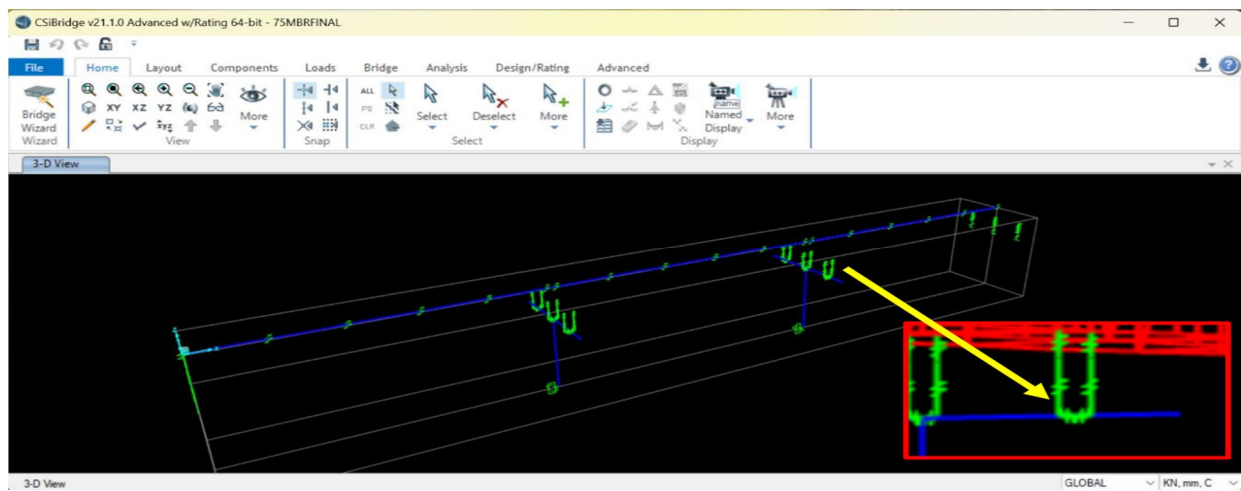 CSiBridge v21.1.0 Advanced w/Rating 64-bit - 75MBRFINAL
File Home Layout Components Loads Bridge Analysis Design/Rating Advanced
XY XZ YZ
xyz
More
ALL
PS
CLR
Select
Deselect
More
name
Named
Display
More
Bridge
Wizard
Wizard View Snap Select Display
3-D View
z
x
3-D View GLOBAL KN, mm, C